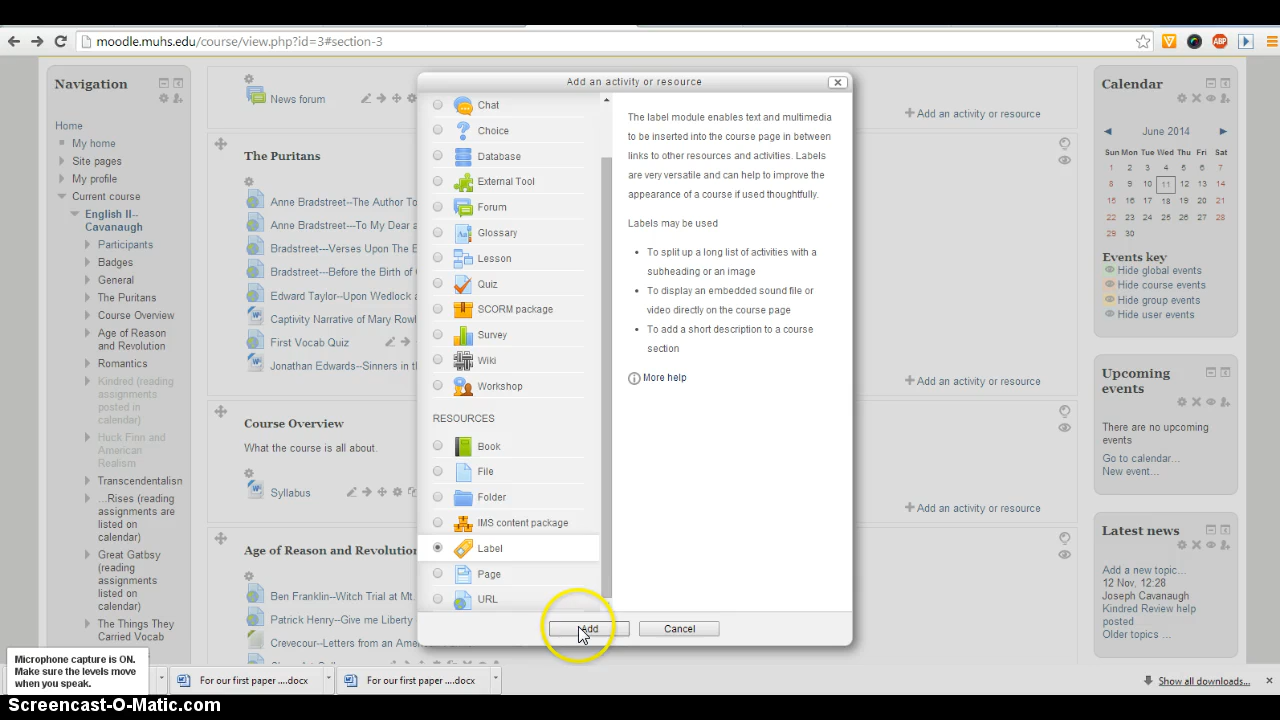 moodle.muhs.edu/course/view.php?id=3#section-3
Navigation
Home
My home
Site pages
My profile
Current course
English II--
Cavanaugh
Participants
Badges
General
The Puritans
Course Overview
Age of Reason
and Revolution
Romantics
Kindred (reading
assignments
posted in
calendar)
Huck Finn and
American
Realism
Transcendentalism
...Rises (reading
assignments are
listed on
calendar)
Great Gatsby
(reading
assignments
included in
calendar)
The Things They
Carried Vocab
News forum
Add an activity or resource
The Puritans
Anne Bradstreet--The Author To
Anne Bradstreet---To My Dear a
Bradstreet---Verses Upon The E
Bradstreet---Before the Birth of
Edward Taylor--Upon Wedlock a
Captivity Narrative of Mary Rowl
First Vocab Quiz
Jonathan Edwards--Sinners in th
Add an activity or resource
Course Overview
What the course is all about.
Syllabus
Add an activity or resource
Age of Reason and Revolution
Ben Franklin--Witch Trial at Mt.
Patrick Henry--Give me Liberty
Crevecour--Letters from an Ameri
Add an activity or resource
Chat
Choice
Database
External Tool
Forum
Glossary
Lesson
Quiz
SCORM package
Survey
Wiki
Workshop
RESOURCES
Book
File
Folder
IMS content package
Label
Page
URL
The label module enables text and multimedia
to be inserted into the course page in between
links to other resources and activities. Labels
are very versatile and can help to improve the
appearance of a course if used thoughtfully.
Labels may be used
• To split up a long list of activities with a
subheading or an image
• To display an embedded sound file or
video directly on the course page
• To add a short description to a course
section
More help
Add
Cancel
Calendar
June 2014
Sun Mon Tue Wed Thu Fri Sat
1 2 3 4 5 6 7
8 9 10 11 12 13 14
15 16 17 18 19 20 21
22 23 24 25 26 27 28
29 30
Events key
Hide global events
Hide course events
Hide group events
Hide user events
Upcoming
events
There are no upcoming
events
Go to calendar...
New event...
Latest news
Add a new topic...
12 Nov, 12:28
Joseph Cavanaugh
Kindred Review help
posted
Older topics ...
Microphone capture is ON.
Make sure the levels move
when you speak.
For our first paper ....docx
For our first paper ....docx
Show all downloads...
Screencast-O-Matic.com